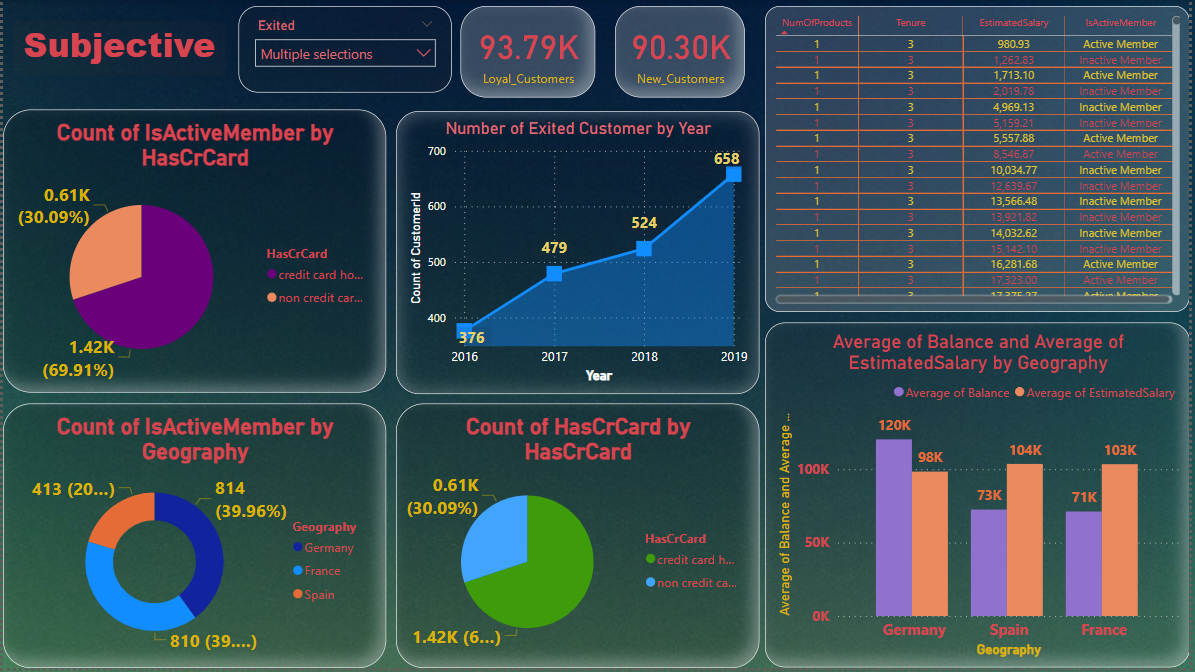 Subjective
Exited
Multiple selections
93.79K
Loyal_Customers
90.30K
New_Customers
NumOfProducts Tenure EstimatedSalary IsActiveMember
1 3 980.93 Active Member
1 3 1,262.83 Inactive Member
1 3 1,713.10 Active Member
1 3 2,019.78 Inactive Member
1 3 4,969.13 Inactive Member
1 3 5,159.21 Inactive Member
1 3 5,557.88 Active Member
1 3 8,546.87 Active Member
1 3 10,034.77 Inactive Member
1 3 12,639.67 Inactive Member
1 3 13,566.48 Inactive Member
1 3 13,921.82 Inactive Member
1 3 14,032.62 Inactive Member
1 3 15,142.10 Inactive Member
1 3 16,281.68 Active Member
1 3 17,323.00 Active Member
1 3 17,375.27 Active Member
Count of IsActiveMember by
HasCrCard
0.61K
(30.09%)
1.42K
(69.91%)
HasCrCard
credit card ho...
non credit car...
Number of Exited Customer by Year
Count of CustomerId
700
600
500
400
376
479
524
658
2016 2017 2018 2019
Year
Count of IsActiveMember by
Geography
413 (20...)
814
(39.96%)
810 (39....)
Geography
Germany
France
Spain
Count of HasCrCard by
HasCrCard
0.61K
(30.09%)
1.42K (6...)
HasCrCard
credit card h...
non credit ca...
Average of Balance and Average of
EstimatedSalary by Geography
Average of Balance Average of EstimatedSalary
Average of Balance and Average ...
100K
50K
0K
120K
98K
73K
104K
71K
103K
Germany Spain France
Geography